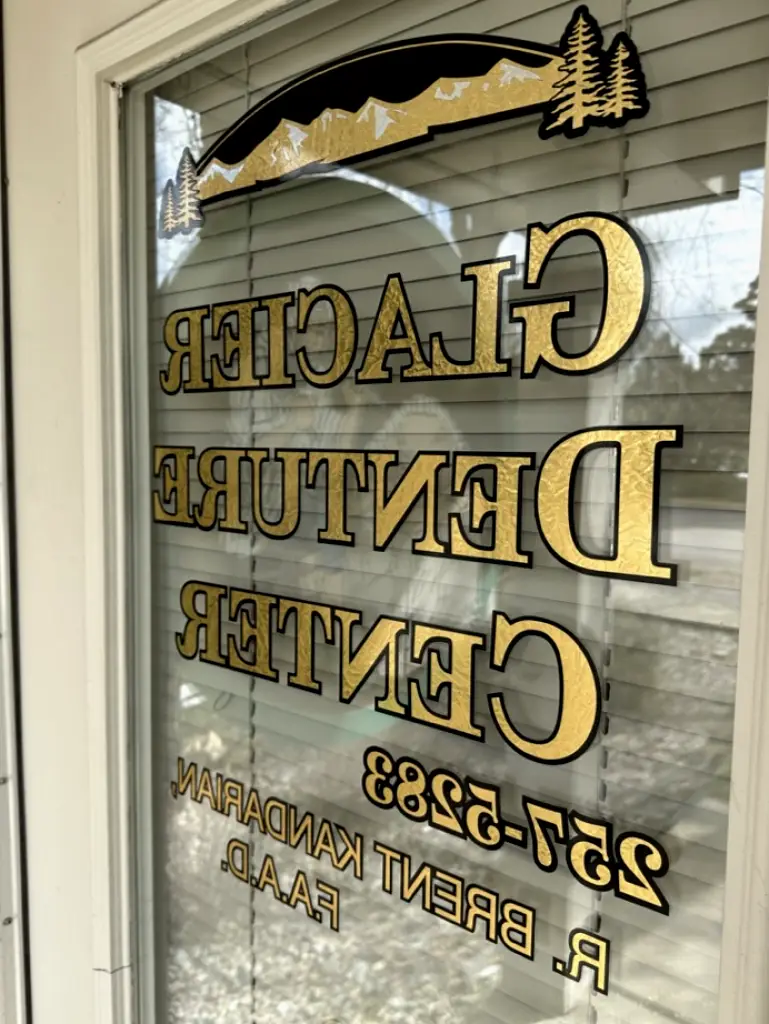 GLACIER
DENTURE
CENTER
257-5283
R. BRENT KANDARIAN,
F.A.A.D.